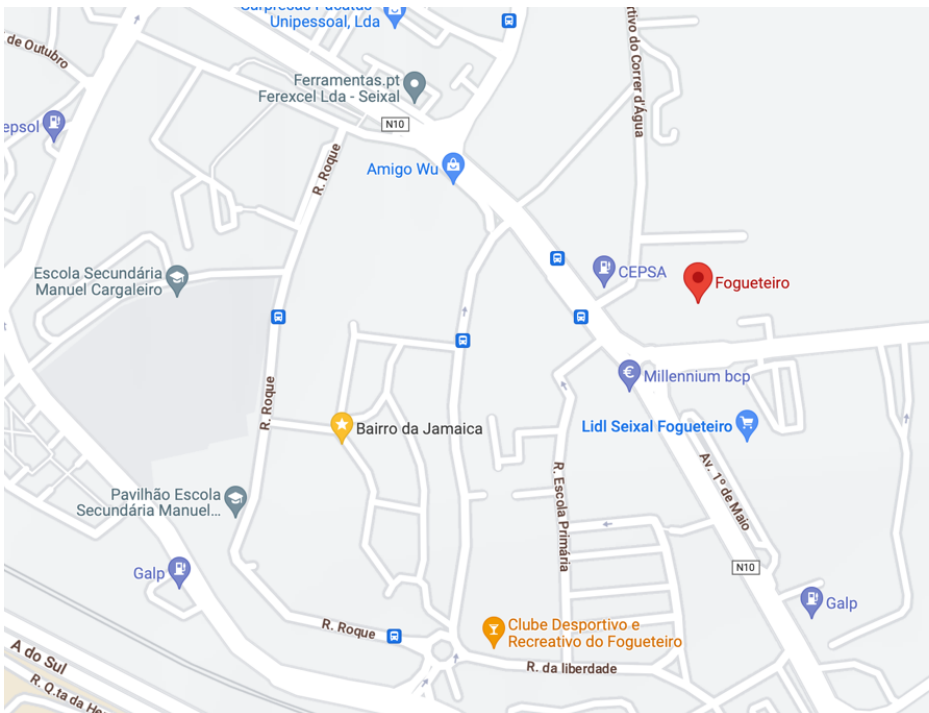 Unipessoal, Lda
de Outubro
Ferramentas.pt
Ferexcel Lda - Seixal
N10
epsol
Amigo Wu
R. Roque
tivo do Correr d'Água
Escola Secundária
Manuel Cargaleiro
CEPSA
Fogueteiro
Millennium bcp
R. Roque
Bairro da Jamaica
Lidl Seixal Fogueteiro
Av. 1º de Maio
R. Escola Primária
Pavilhão Escola
Secundária Manuel...
Galp
N10
Galp
R. Roque
Clube Desportivo e
Recreativo do Fogueteiro
R. da liberdade
A do Sul
R. Q.ta da He